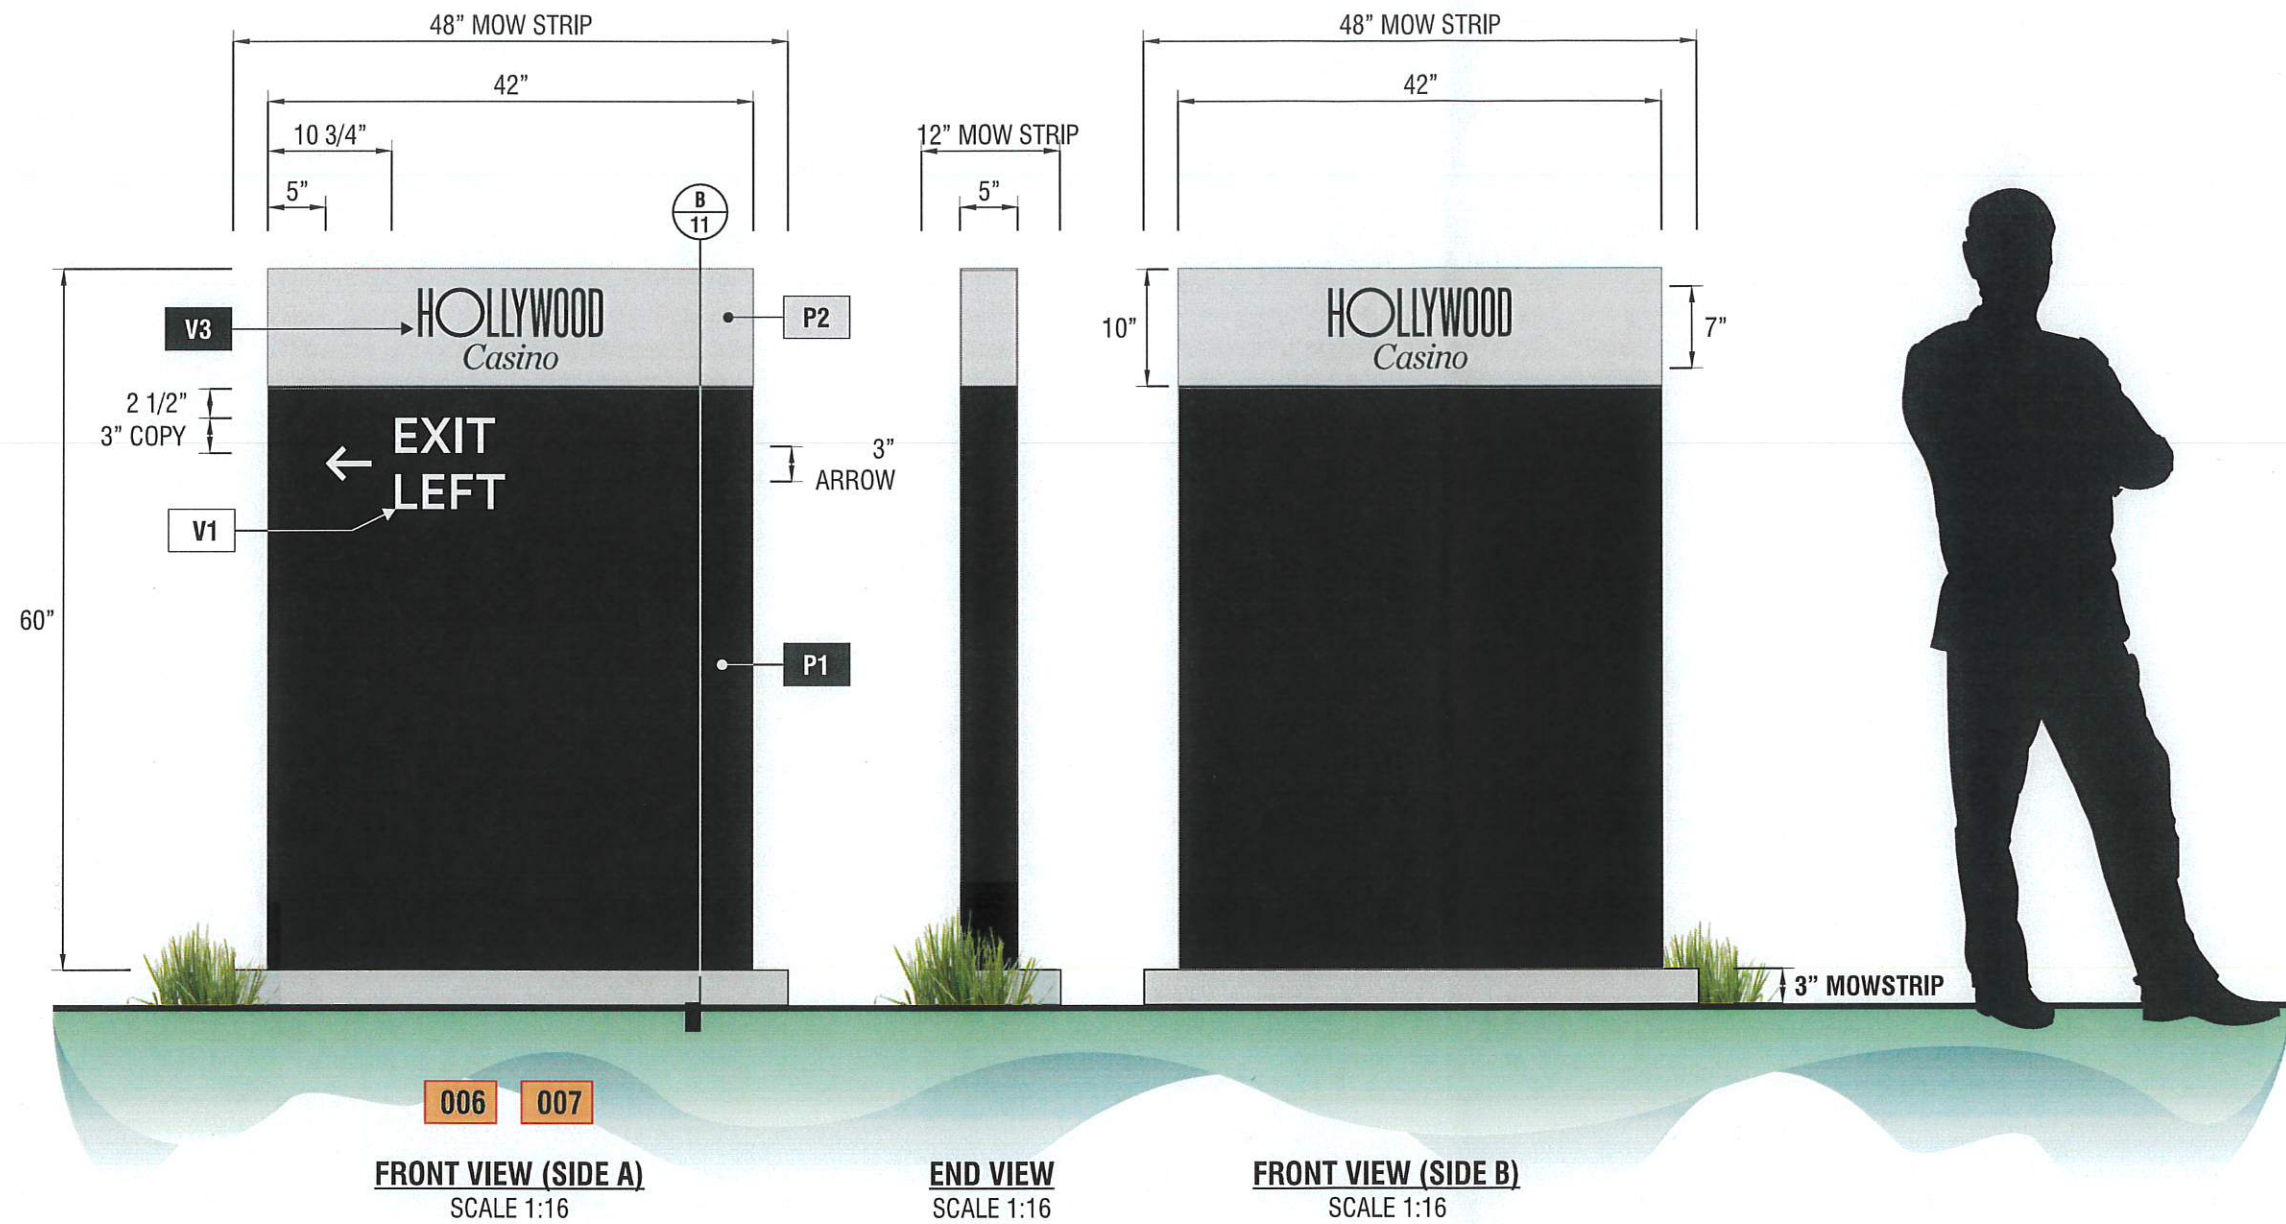 48” MOW STRIP
42”
10 3/4”
5”
B
11
12” MOW STRIP
5”
48” MOW STRIP
42”
HOLLYWOOD
Casino
V3
P2
2 1/2”
3” COPY
EXIT
LEFT
3”
ARROW
V1
60”
P1
HOLLYWOOD
Casino
10”
7”
3” MOWSTRIP
006
007
FRONT VIEW (SIDE A)
SCALE 1:16
END VIEW
SCALE 1:16
FRONT VIEW (SIDE B)
SCALE 1:16